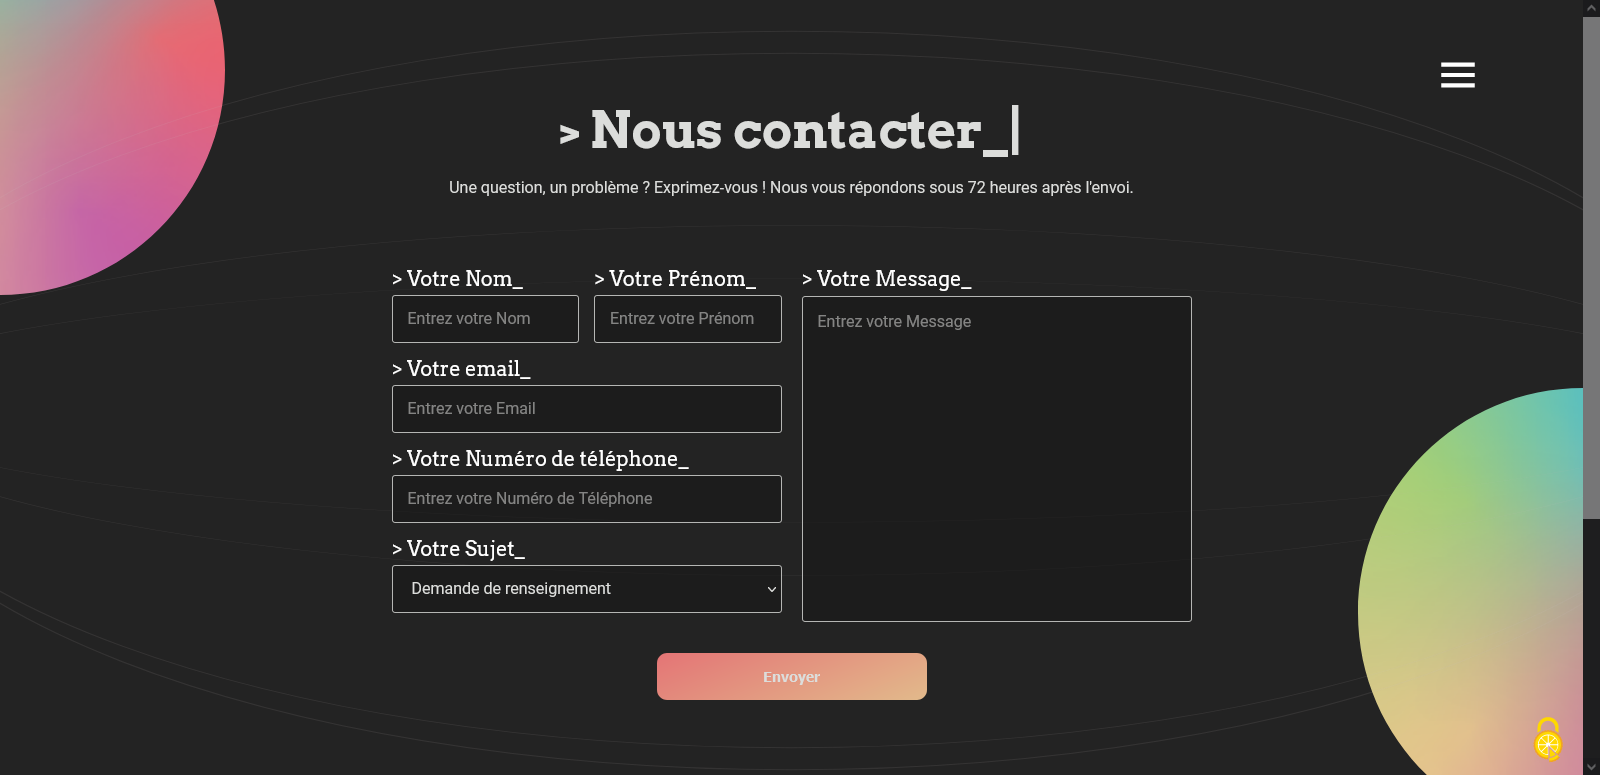 > Nous contacter_|
Une question, un problème ? Exprimez-vous ! Nous vous répondons sous 72 heures après l'envoi.
> Votre Nom_
Entrez votre Nom
> Votre Prénom_
Entrez votre Prénom
> Votre email_
Entrez votre Email
> Votre Numéro de téléphone_
Entrez votre Numéro de Téléphone
> Votre Sujet_
Demande de renseignement
> Votre Message_
Entrez votre Message
Envoyer